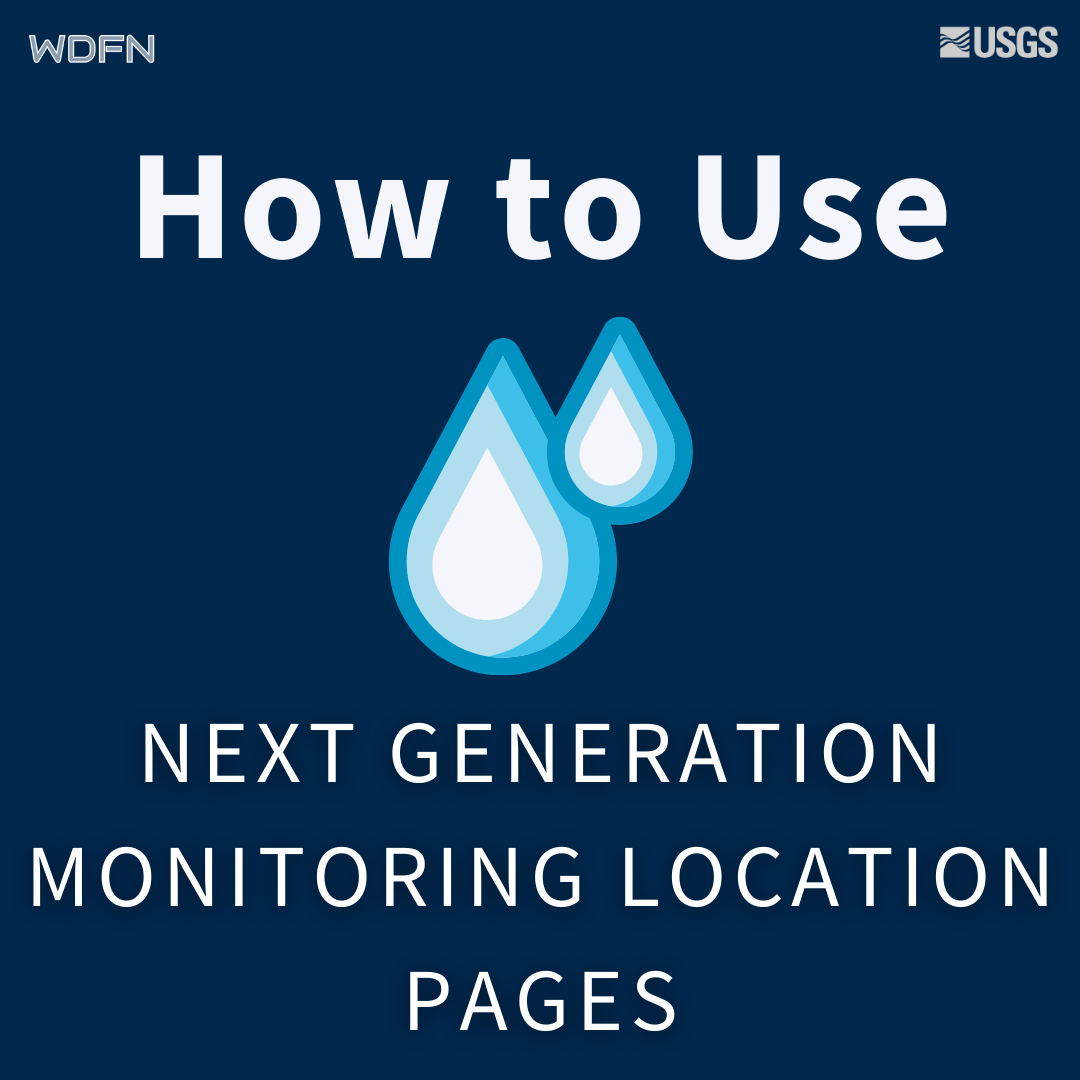 WDFN
USGS
How to Use
NEXT GENERATION
MONITORING LOCATION
PAGES